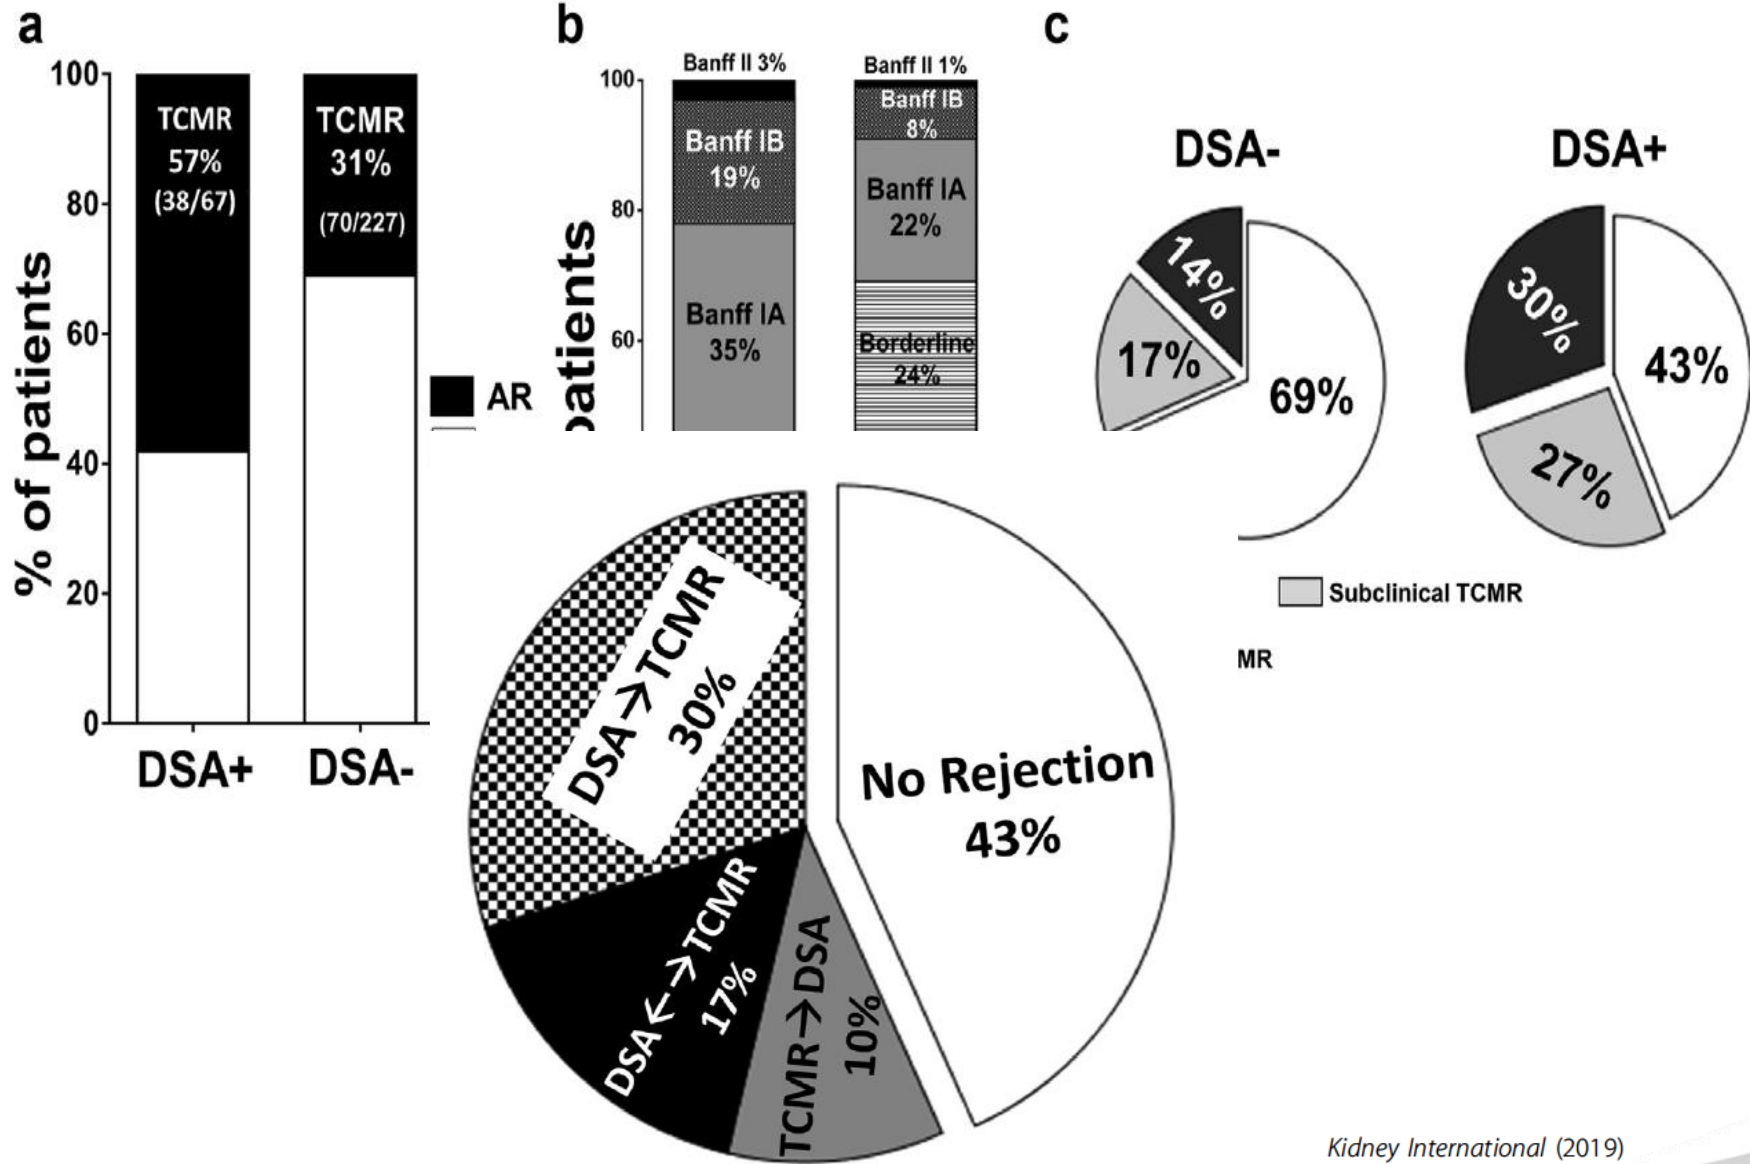 a
100
80
60
40
20
0
% of patients
TCMR
57%
(38/67)
TCMR
31%
(70/227)
DSA+
DSA-
AR
b
100
80
60
patients
Banff II 3%
Banff IB
19%
Banff IA
35%
Banff II 1%
Banff IB
8%
Banff IA
22%
Borderline
24%
c
DSA-
14%
17%
69%
DSA+
30%
43%
27%
Subclinical TCMR
MR
DSA→TCMR
30%
No Rejection
43%
DSA←→TCMR
17%
TCMR→DSA
10%
Kidney International (2019)